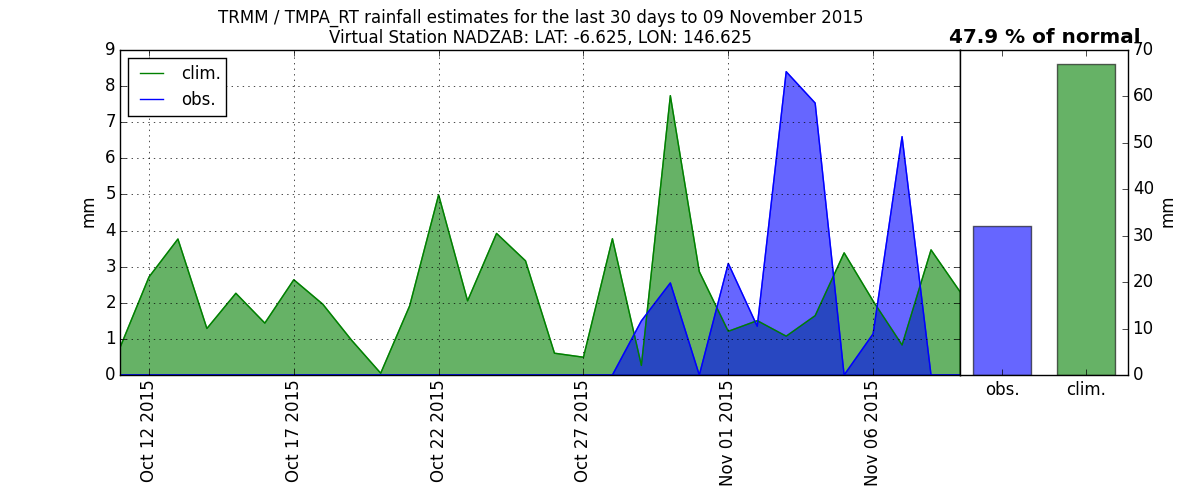 TRMM / TMPA_RT rainfall estimates for the last 30 days to 09 November 2015
Virtual Station NADZAB: LAT: -6.625, LON: 146.625
47.9 % of normal
clim.
obs.
9
8
7
6
5
4
3
2
1
0
mm
Oct 12 2015
Oct 17 2015
Oct 22 2015
Oct 27 2015
Nov 01 2015
Nov 06 2015
obs.
clim.
70
60
50
40
30
20
10
0
mm